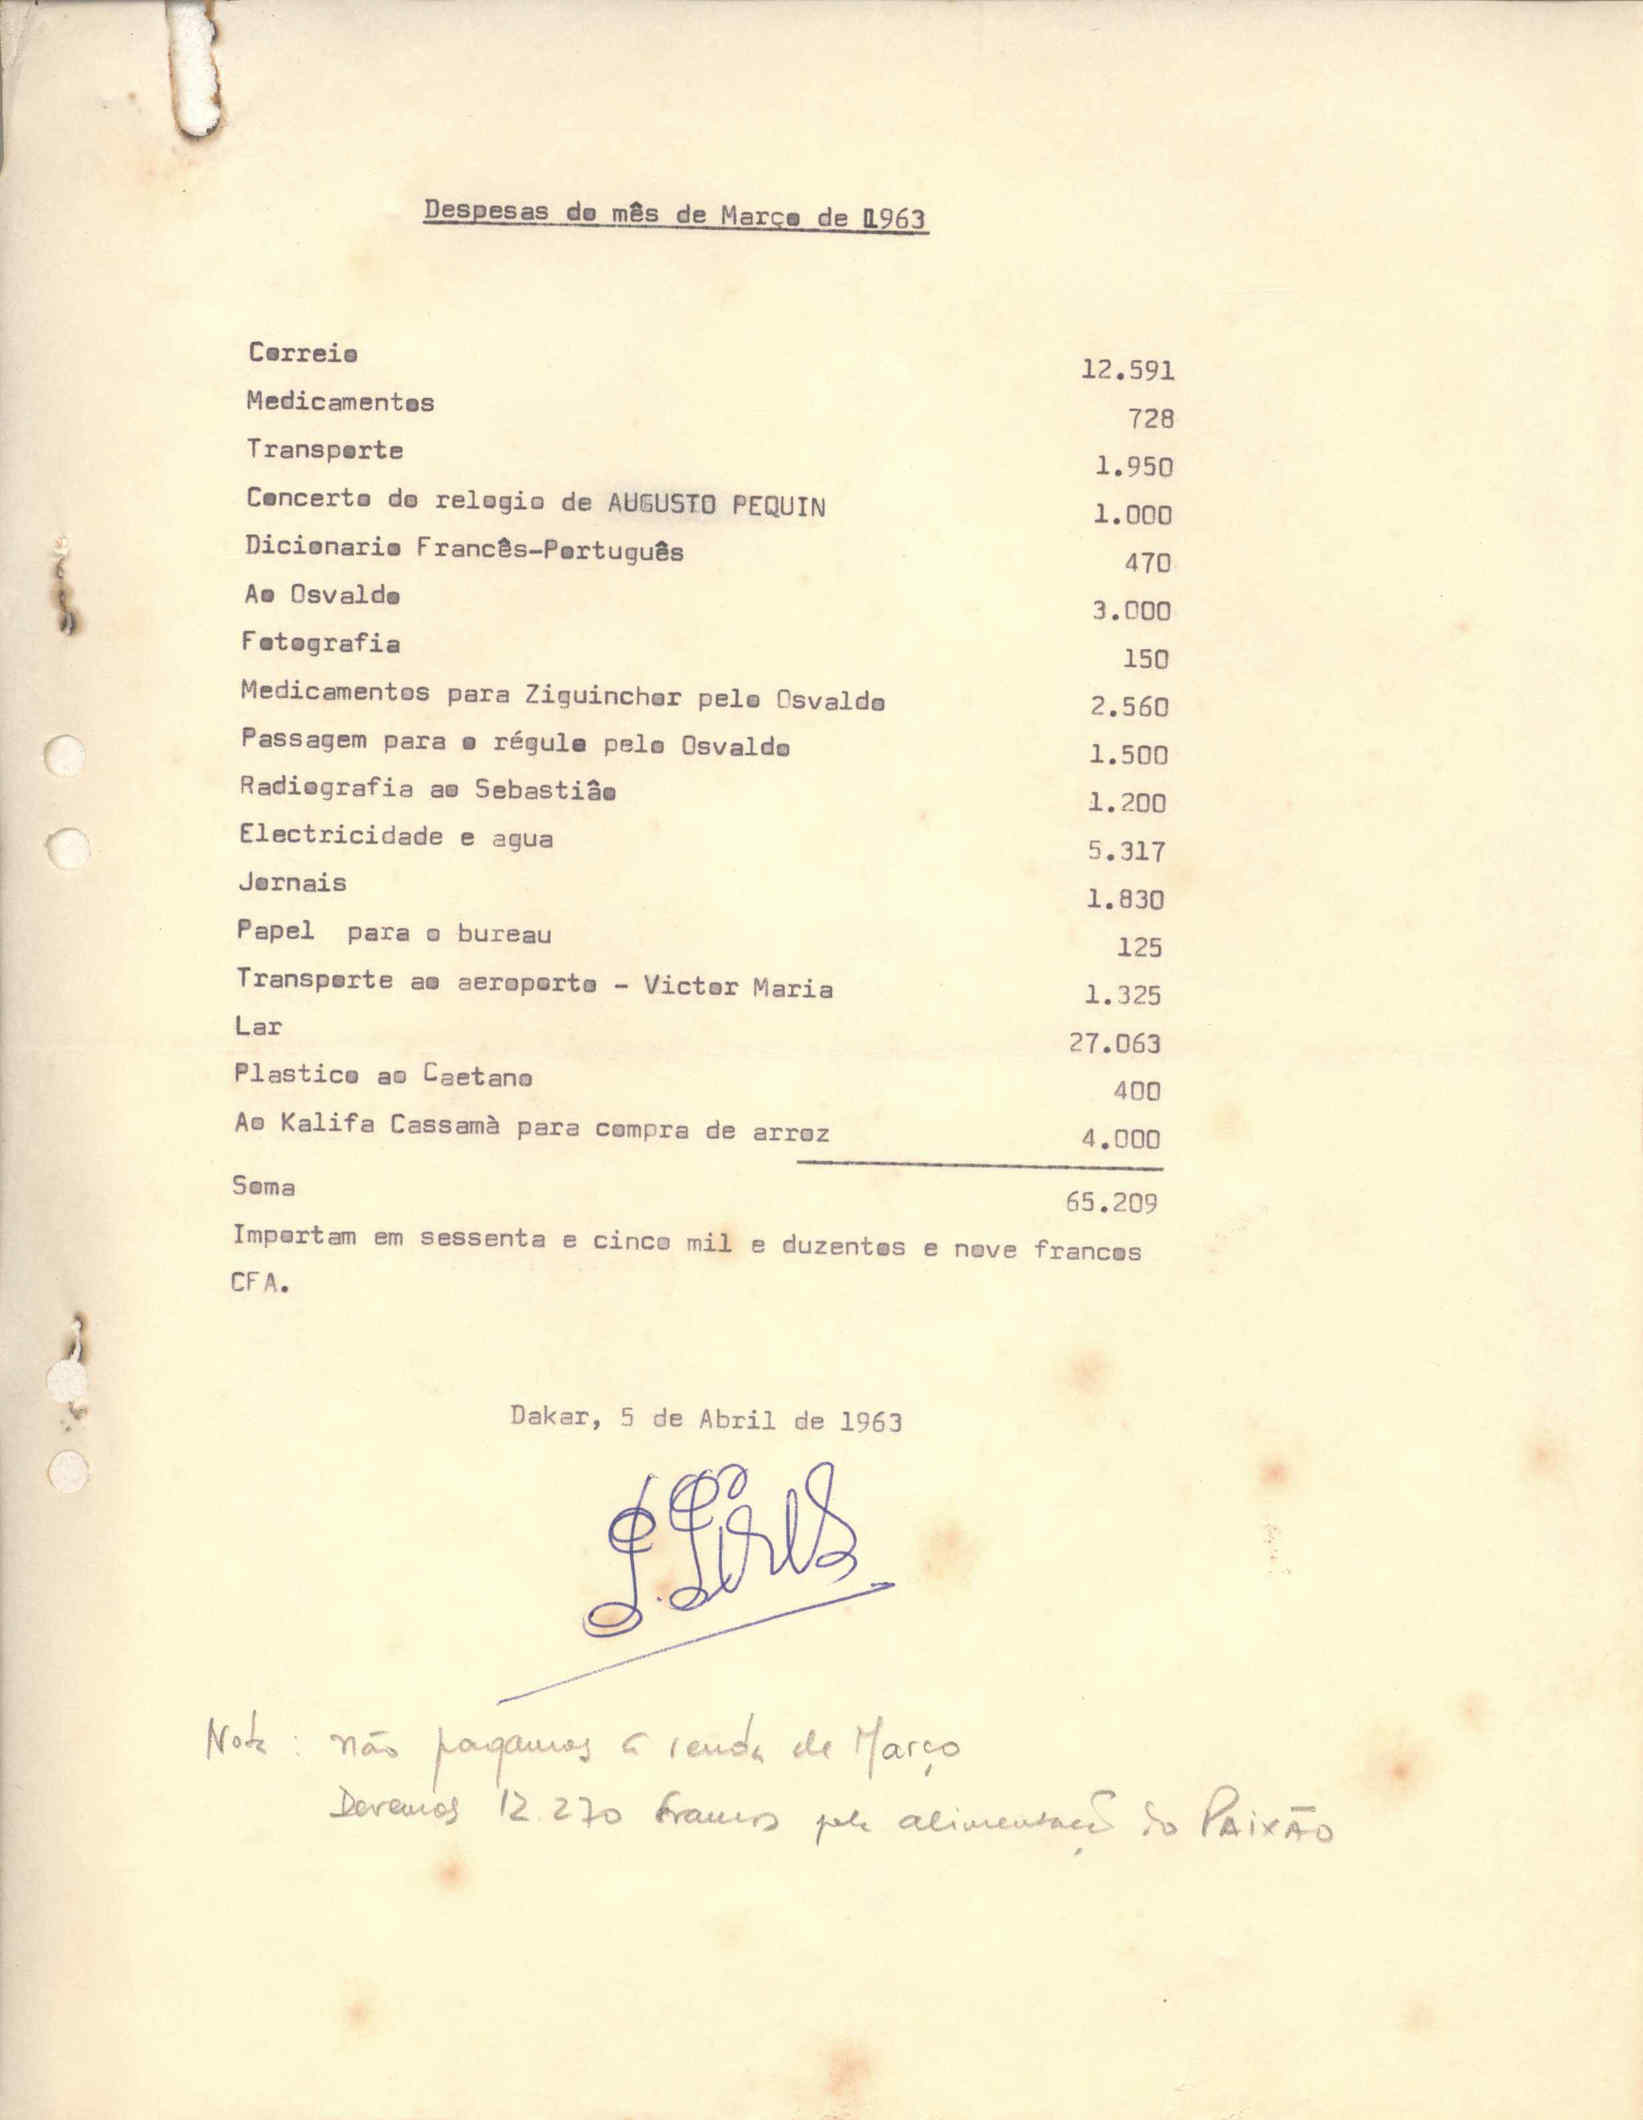 Despesas do mês de Março de 1963
Correio 12.591
Medicamentos 728
Transporte 1.950
Concerto do relogio de AUGUSTO PEQUIN 1.000
Dicionario Francês-Português 470
Ao Osvaldo 3.000
Fotografia 150
Medicamentos para Ziguinchor pelo Osvaldo 2.560
Passagem para o régulo pelo Osvaldo 1.500
Radiografia ao Sebastiâo 1.200
Electricidade e agua 5.317
Jornais 1.830
Papel para o bureau 125
Transporte ao aeroporto - Victor Maria 1.325
Lar 27.063
Plastico ao Caetano 400
Ao Kalifa Cassamà para compra de arroz 4.000
Soma 65.209
Importam em sessenta e cinco mil e duzentos e nove francos
CFA.
Dakar, 5 de Abril de 1963
P. Pires
Nota : não pagamos a renda de Março
Devemos 12.270 francos pela alimentação do PAIXÃO